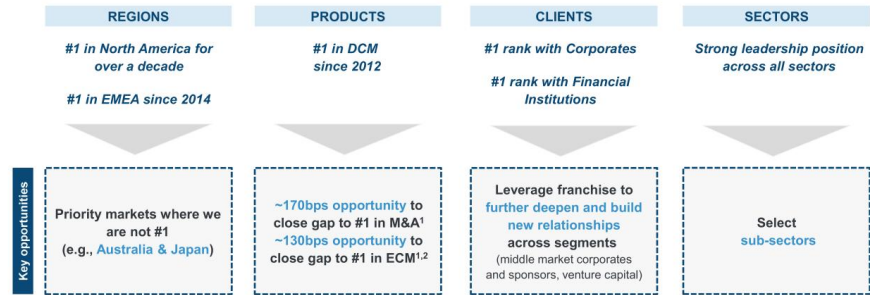 REGIONS
#1 in North America for
over a decade
#1 in EMEA since 2014
PRODUCTS
#1 in DCM
since 2012
CLIENTS
#1 rank with Corporates
#1 rank with Financial
Institutions
SECTORS
Strong leadership position
across all sectors
Key opportunities
Priority markets where we
are not #1
(e.g., Australia & Japan)
~170bps opportunity to
close gap to #1 in M&A¹
~130bps opportunity to
close gap to #1 in ECM¹,²
Leverage franchise to
further deepen and build
new relationships
across segments
(middle market corporates
and sponsors, venture capital)
Select
sub-sectors